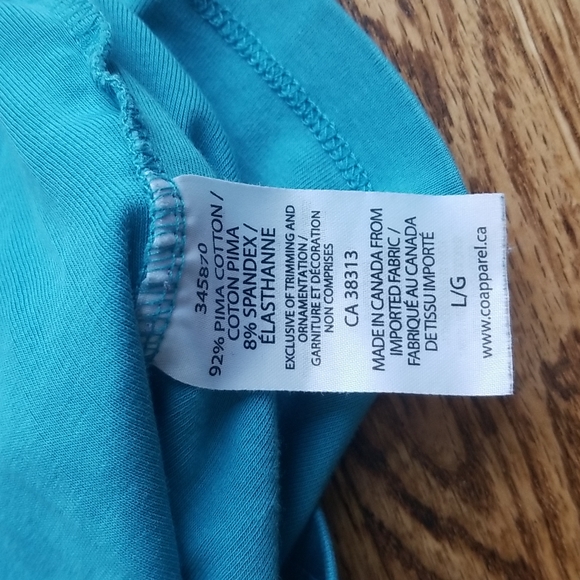 345870
92% PIMA COTTON /
COTON PIMA
8% SPANDEX /
ÉLASTHANNE
EXCLUSIVE OF TRIMMING AND
ORNAMENTATION /
GARNITURE ET DÉCORATION
NON COMPRISES
CA 38313
MADE IN CANADA FROM
IMPORTED FABRIC /
FABRIQUÉ AU CANADA
DE TISSU IMPORTÉ
L/G
www.coapparel.ca